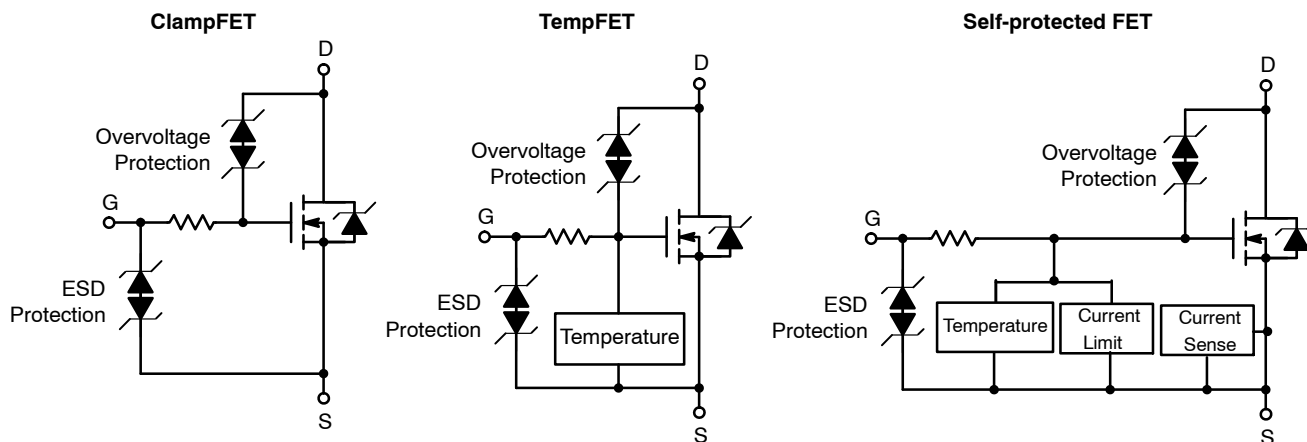 ClampFET
D
Overvoltage
Protection
G
ESD
Protection
S
TempFET
D
Overvoltage
Protection
G
ESD
Protection
Temperature
S
Self-protected FET
D
Overvoltage
Protection
G
ESD
Protection
Temperature
Current
Limit
Current
Sense
S